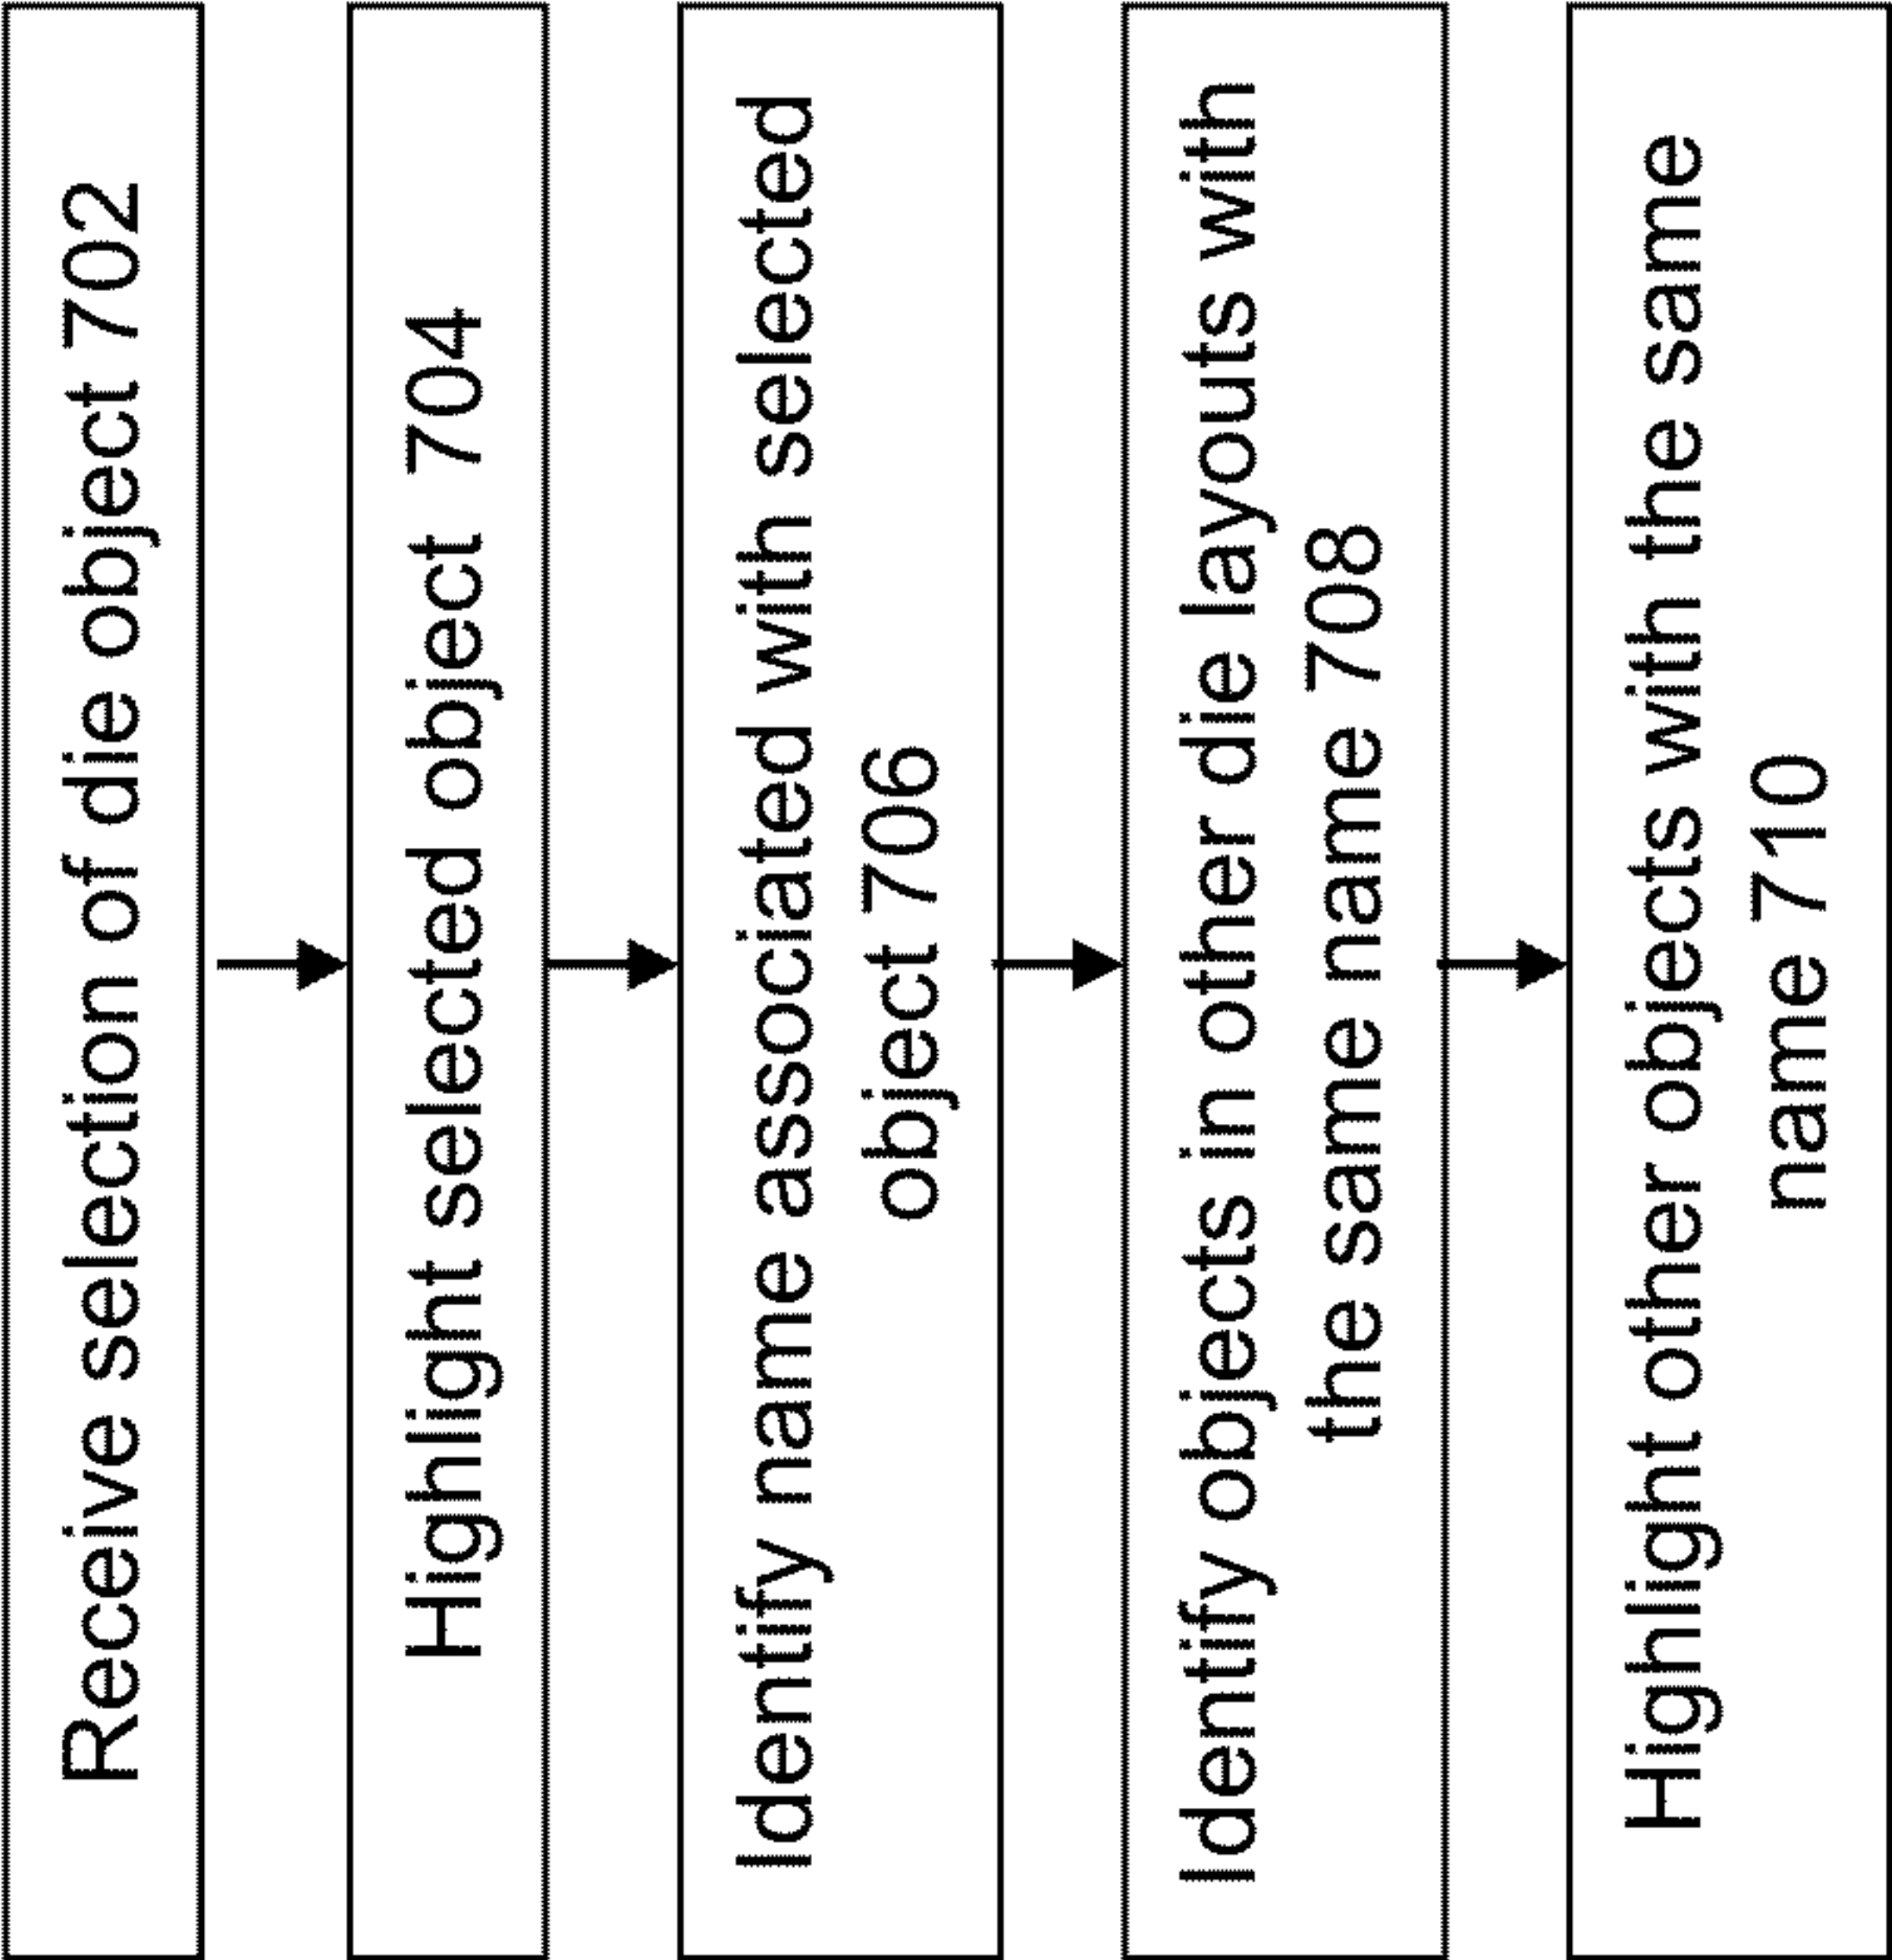 Receive selection of die object 702
Highlight selected object 704
Identify name associated with selected
object 706
Identify objects in other die layouts with
the same name 708
Highlight other objects with the same
name 710